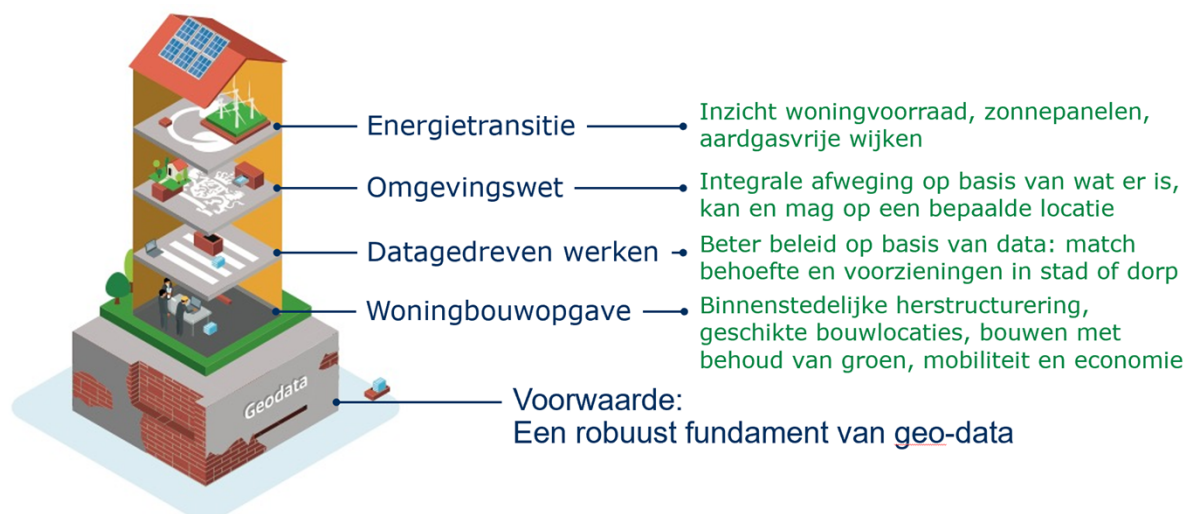 Energietransitie
Inzicht woningvoorraad, zonnepanelen,
aardgasvrije wijken
Omgevingswet
Integrale afweging op basis van wat er is,
kan en mag op een bepaalde locatie
Datagedreven werken
Beter beleid op basis van data: match
behoefte en voorzieningen in stad of dorp
Woningbouwopgave
Binnenstedelijke herstructurering,
geschikte bouwlocaties, bouwen met
behoud van groen, mobiliteit en economie
Geodata
Voorwaarde:
Een robuust fundament van geo-data